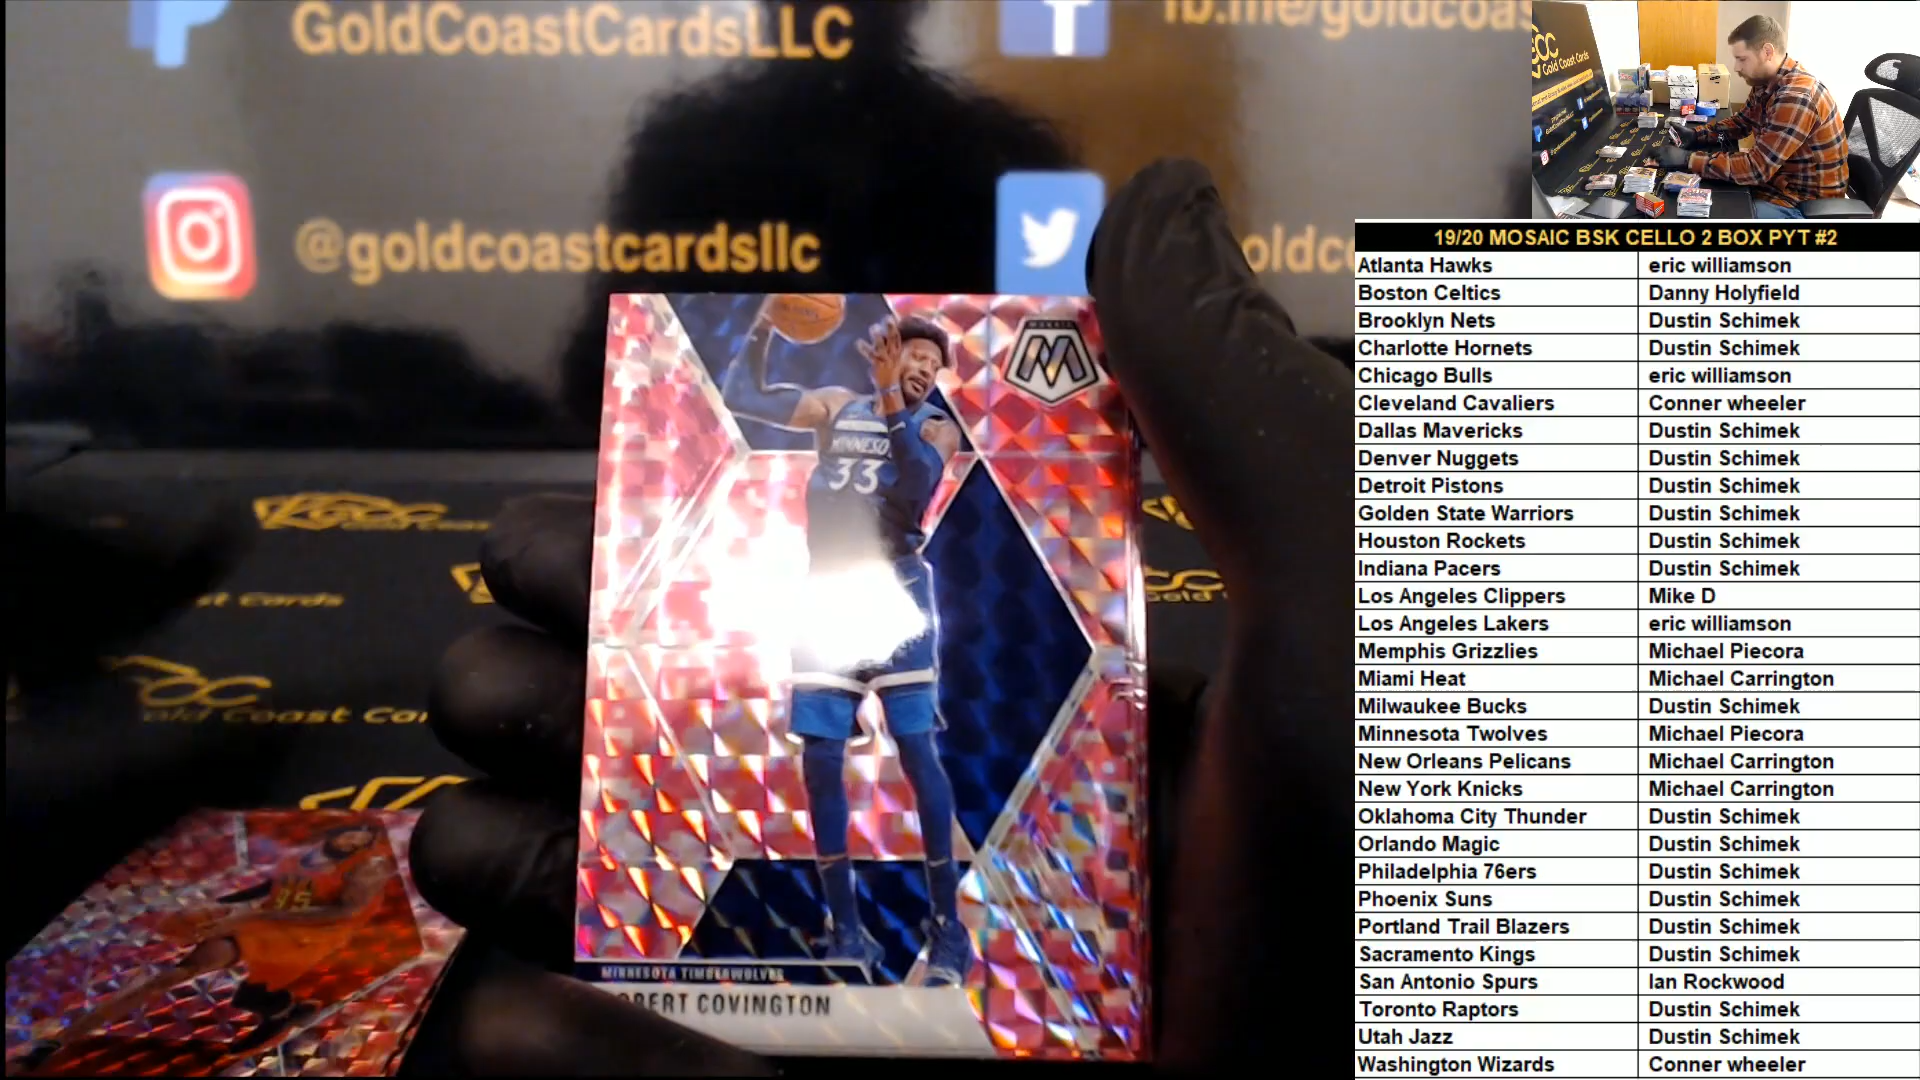 GoldCoastCardsLLC
fb.me/goldcoas
@goldcoastcardsllc
oldco
MOSAIC
MINNESO
33
MINNESOTA TIMBERWOLVES
OBERT COVINGTON
45
Gold Coast Cards
19/20 MOSAIC BSK CELLO 2 BOX PYT #2
Atlanta Hawks eric williamson
Boston Celtics Danny Holyfield
Brooklyn Nets Dustin Schimek
Charlotte Hornets Dustin Schimek
Chicago Bulls eric williamson
Cleveland Cavaliers Conner wheeler
Dallas Mavericks Dustin Schimek
Denver Nuggets Dustin Schimek
Detroit Pistons Dustin Schimek
Golden State Warriors Dustin Schimek
Houston Rockets Dustin Schimek
Indiana Pacers Dustin Schimek
Los Angeles Clippers Mike D
Los Angeles Lakers eric williamson
Memphis Grizzlies Michael Piecora
Miami Heat Michael Carrington
Milwaukee Bucks Dustin Schimek
Minnesota Twolves Michael Piecora
New Orleans Pelicans Michael Carrington
New York Knicks Michael Carrington
Oklahoma City Thunder Dustin Schimek
Orlando Magic Dustin Schimek
Philadelphia 76ers Dustin Schimek
Phoenix Suns Dustin Schimek
Portland Trail Blazers Dustin Schimek
Sacramento Kings Dustin Schimek
San Antonio Spurs Ian Rockwood
Toronto Raptors Dustin Schimek
Utah Jazz Dustin Schimek
Washington Wizards Conner wheeler